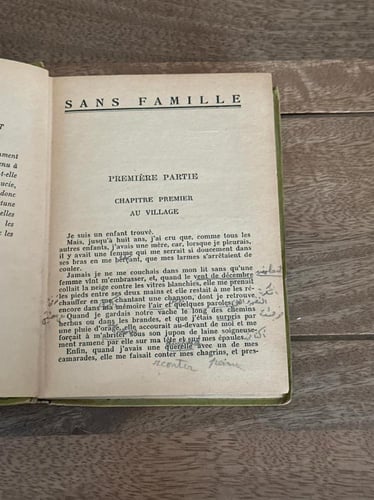 SANS FAMILLE
PREMIÈRE PARTIE
CHAPITRE PREMIER
AU VILLAGE
Je suis un enfant trouvé.
Mais, jusqu'à huit ans, j'ai cru que, comme tous les
autres enfants, j'avais une mère, car, lorsque je pleurais,
il y avait une femme qui me serrait si doucement dans
ses bras en me berçant, que mes larmes s'arrêtaient de
couler.
Jamais je ne me couchais dans mon lit sans qu'une
femme vînt m'embrasser, et, quand le vent de décembre
collait la neige contre les vitres blanchies, elle me prenait
les pieds entre ses deux mains et elle restait à me les ré-
chauffer en me chantant une chanson, dont je retrouve
encore dans ma mémoire l'air et quelques paroles.
Quand je gardais notre vache le long des chemins
herbus ou dans les brandes, et que j'étais surpris par
une pluie d'orage, elle accourait au-devant de moi et me
forçait à m'abriter sous son jupon de laine soigneuse-
ment ramené par elle sur ma tête et sur mes épaules.
Enfin, quand j'avais une querelle avec un de mes
camarades, elle me faisait conter mes chagrins, et pres-